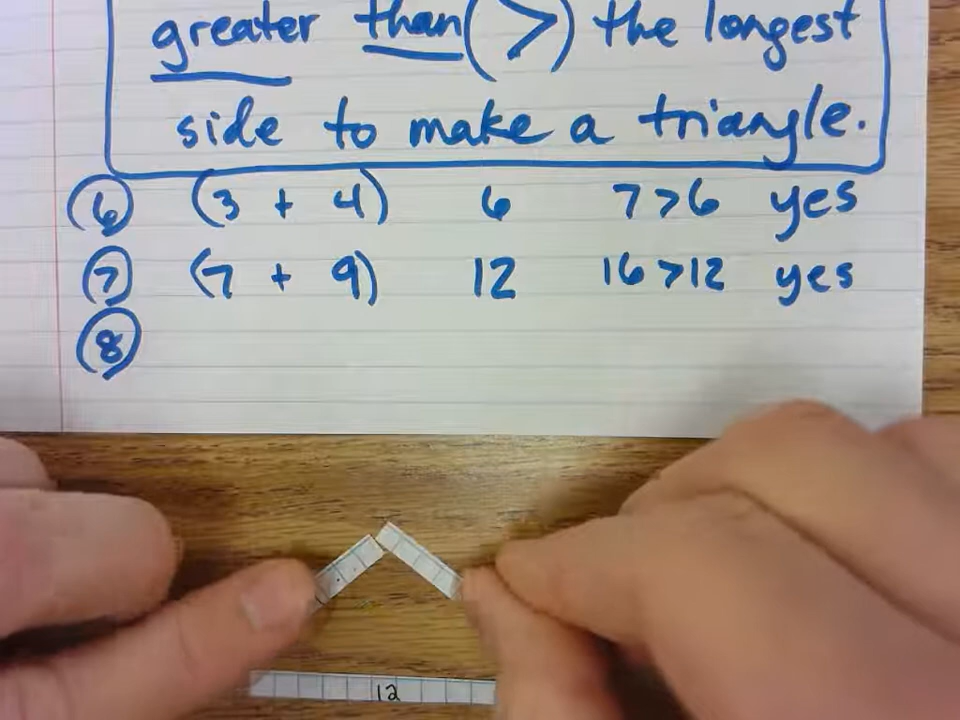 greater than (>) the longest
side to make a triangle.
6 (3 + 4) 6 7 > 6 yes
7 (7 + 9) 12 16 > 12 yes
8
12